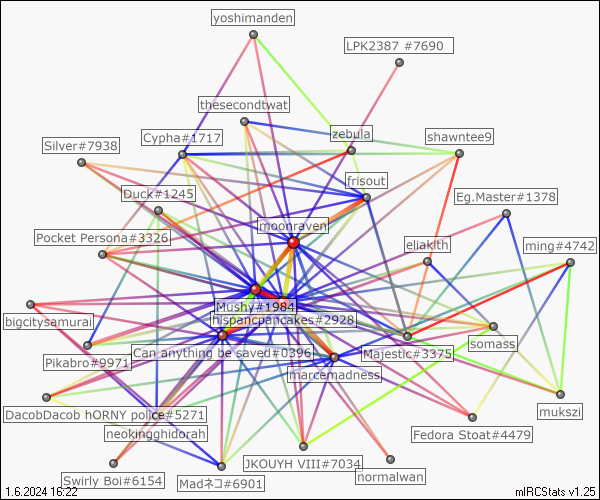 yoshimanden
LPK2387 #7690
thesecondtwat
zebula
shawntee9
Cypha#1717
Silver#7938
frisout
Duck#1245
Eg.Master#1378
moonraven
Pocket Persona#3326
eliaklth
ming#4742
Mushy#1984
bigcitysamurai
hispancpancakes#2928
somass
Can anything be saved#0396
Majestic#3375
Pikabro#9971
marcemadness
DacobDacob hORNY police#5271
mukszi
neokingghidorah
Fedora Stoat#4479
JKOUYH VIII#7034
Swirly Boi#6154
Madネコ#6901
normalwan
1.6.2024 16:22
mIRCStats v1.25